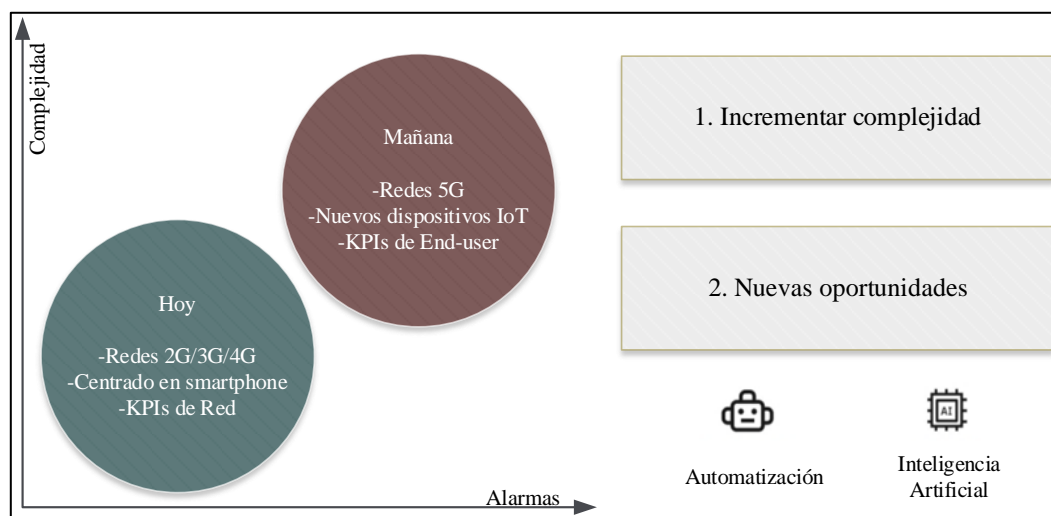 Complejidad
Mañana
-Redes 5G
-Nuevos dispositivos IoT
-KPIs de End-user
Hoy
-Redes 2G/3G/4G
-Centrado en smartphone
-KPIs de Red
Alarmas
1. Incrementar complejidad
2. Nuevas oportunidades
Automatización
AI
Inteligencia
Artificial